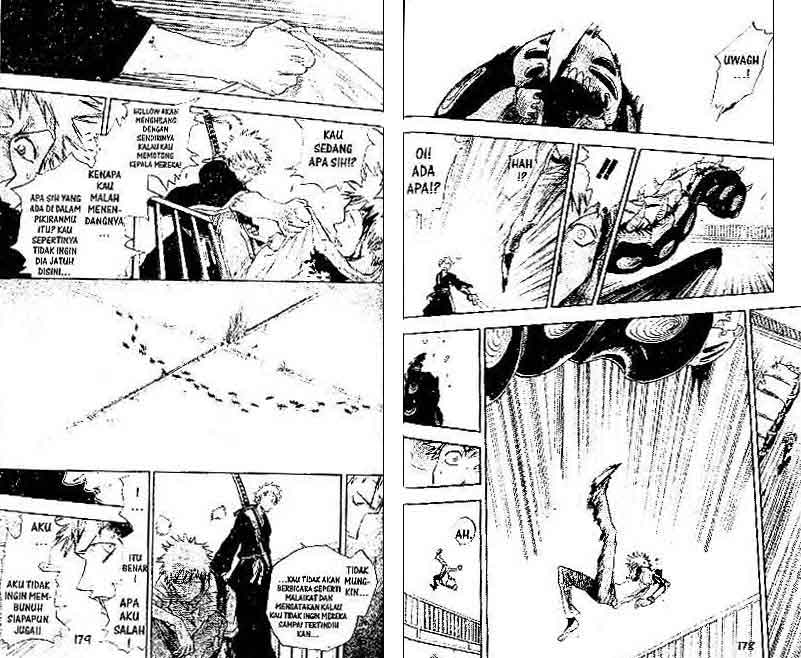 UWAGH
...!
!!
HAH
!?
OI!
ADA
APA!?
AH.
178
KAU
SEDANG
APA SIH!?
HOLLOW AKAN
MENGHILANG
DENGAN
SENDIRINYA
KALAU KAU
MEMOTONG
KEPALA MEREKA!
KENAPA
KAU
MALAH
MENEN-
DANGNYA
...
APA SIH YANG
ADA DI DALAM
PIKIRANMU
ITU? KAU
SEPERTINYA
TIDAK INGIN
DIA JATUH
DISINI...
TIDAK
MUNG-
KIN...
...KAU TIDAK AKAN
BERBICARA SEPERTI
MALAIKAT DAN
MENGATAKAN KALAU
KAU TIDAK INGIN MEREKA
SAMPAI TERTINDIH
KAN...
!
...
ITU
BENAR
!
APA
AKU
SALAH
!
AKU
...
AKU TIDAK
INGIN MEM-
BUNUH
SIAPAPUN
JUGA!!
179